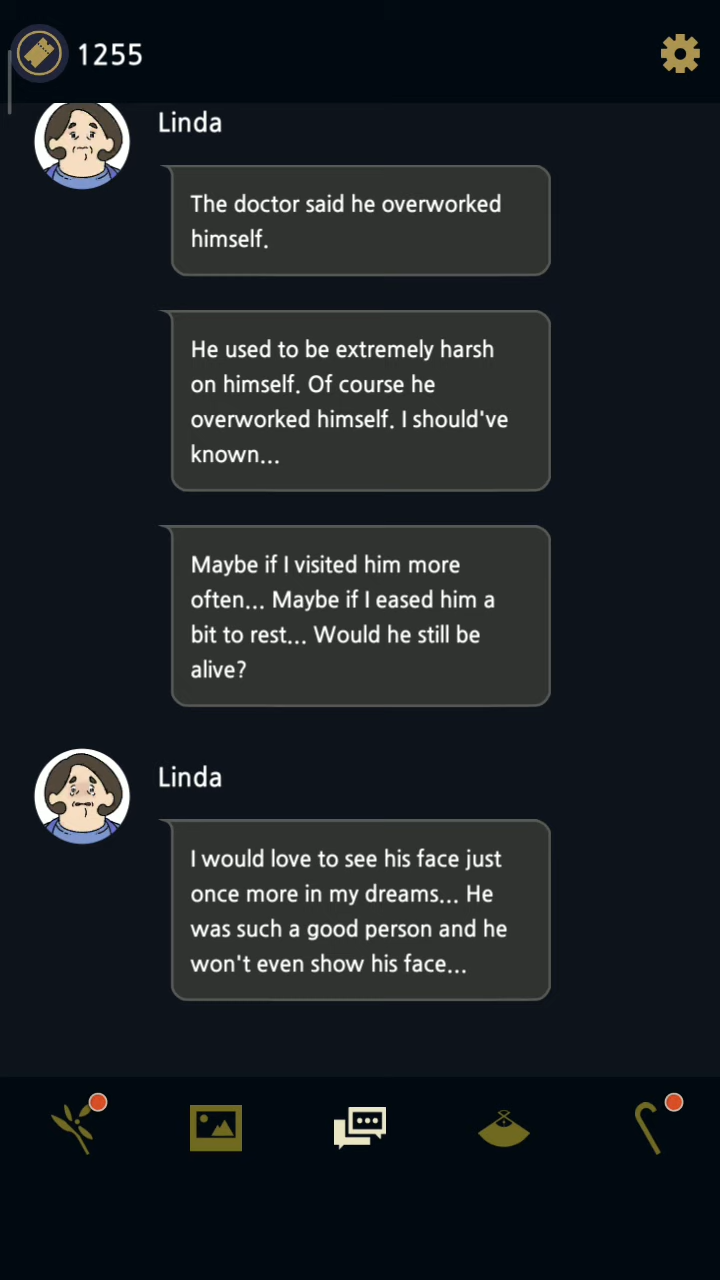 1255
Linda
The doctor said he overworked
himself.
He used to be extremely harsh
on himself. Of course he
overworked himself. I should've
known...
Maybe if I visited him more
often... Maybe if I eased him a
bit to rest... Would he still be
alive?
Linda
I would love to see his face just
once more in my dreams... He
was such a good person and he
won't even show his face...